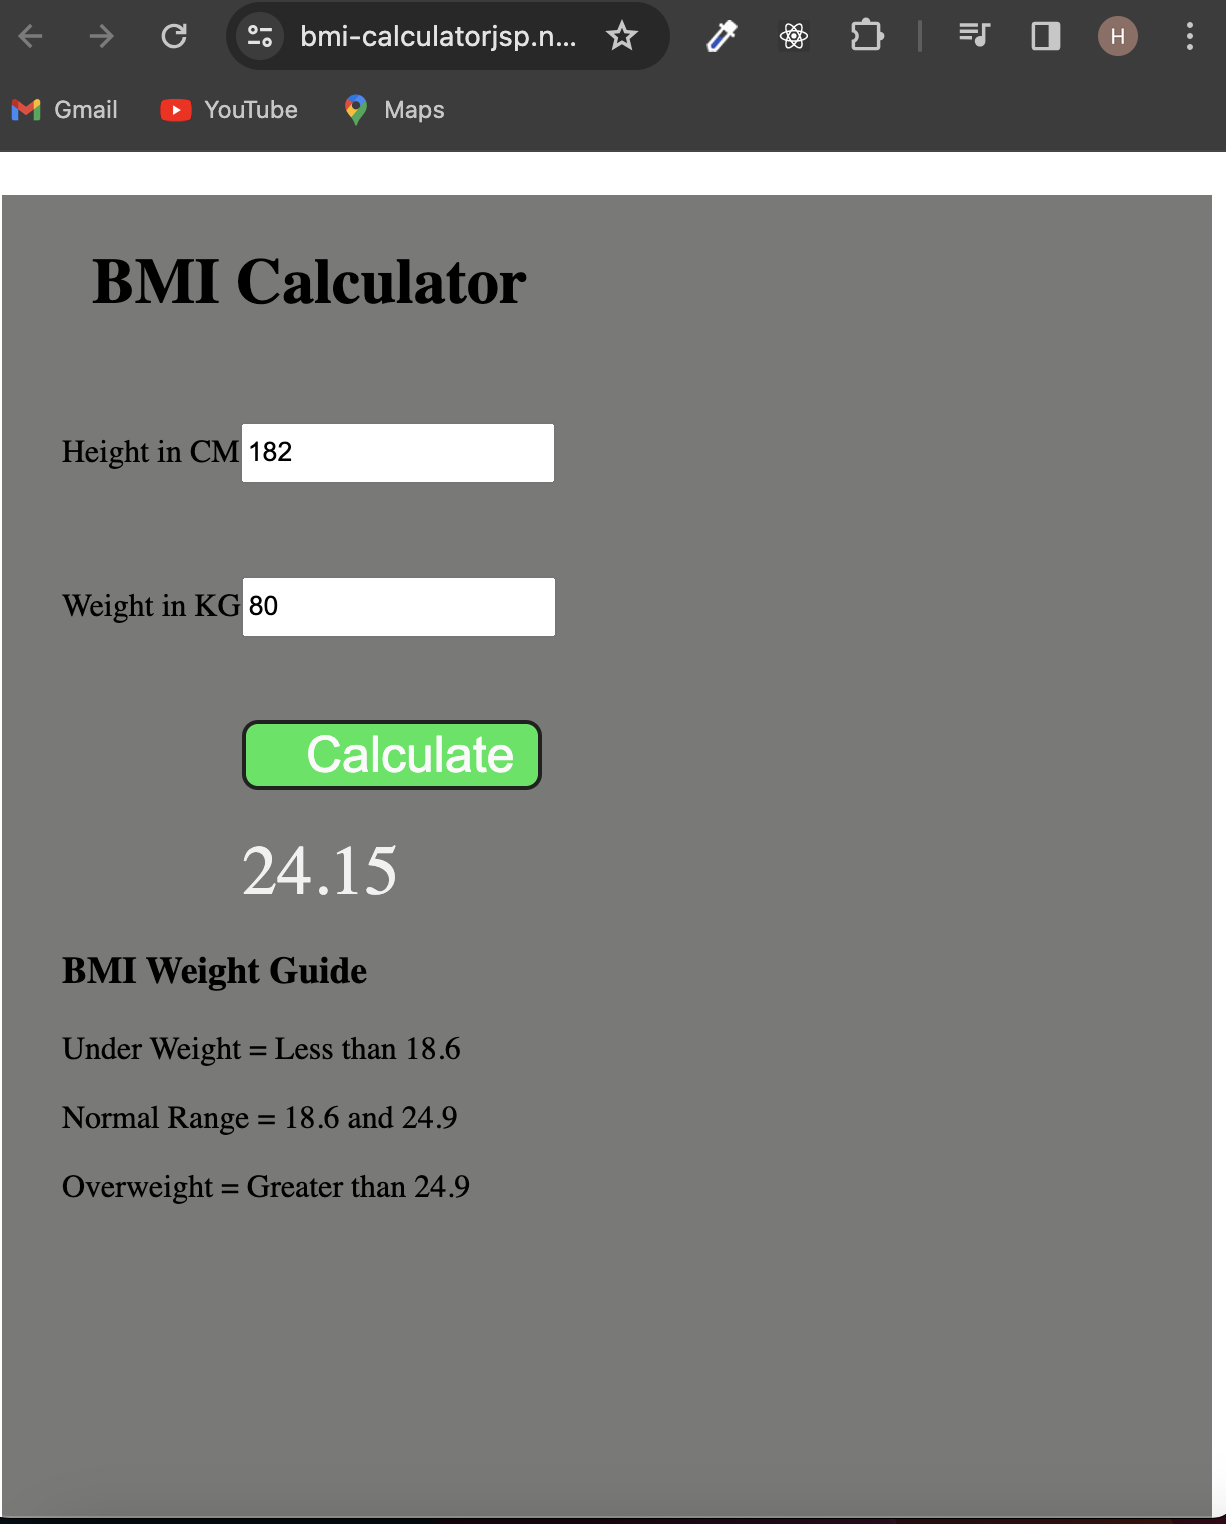 bmi-calculatorjsp.n...
H
Gmail YouTube Maps
BMI Calculator
Height in CM 182
Weight in KG 80
Calculate
24.15
BMI Weight Guide
Under Weight = Less than 18.6
Normal Range = 18.6 and 24.9
Overweight = Greater than 24.9